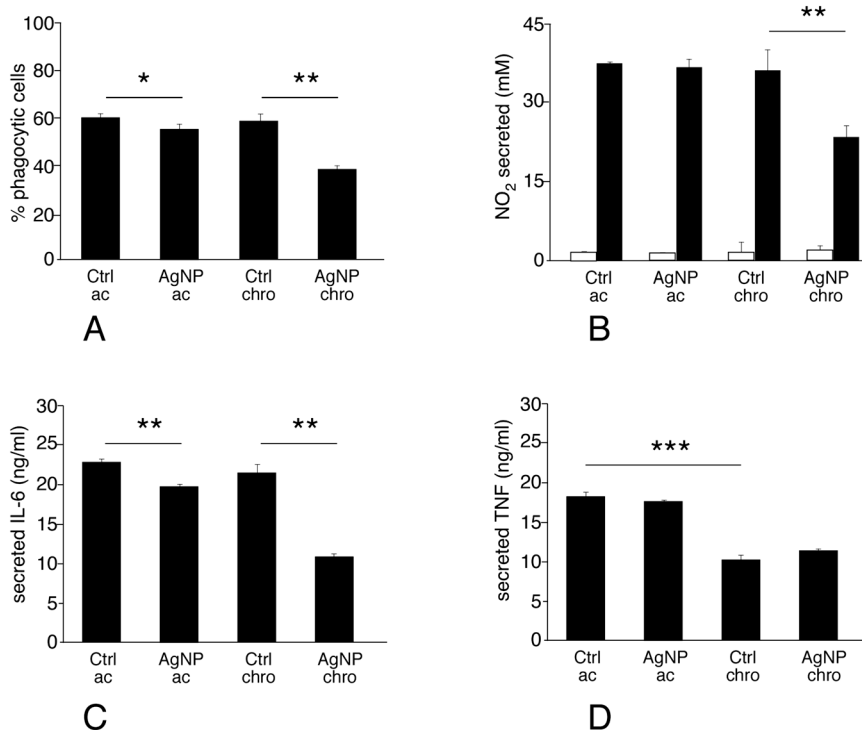 % phagocytic cells
100
80
60
40
20
0
*
**
Ctrl ac
AgNP ac
Ctrl chro
AgNP chro
A
NO2 secreted (mM)
45
30
15
0
**
Ctrl ac
AgNP ac
Ctrl chro
AgNP chro
B
secreted IL-6 (ng/ml)
30
25
20
15
10
5
0
**
**
Ctrl ac
AgNP ac
Ctrl chro
AgNP chro
C
secreted TNF (ng/ml)
30
25
20
15
10
5
0
***
Ctrl ac
AgNP ac
Ctrl chro
AgNP chro
D